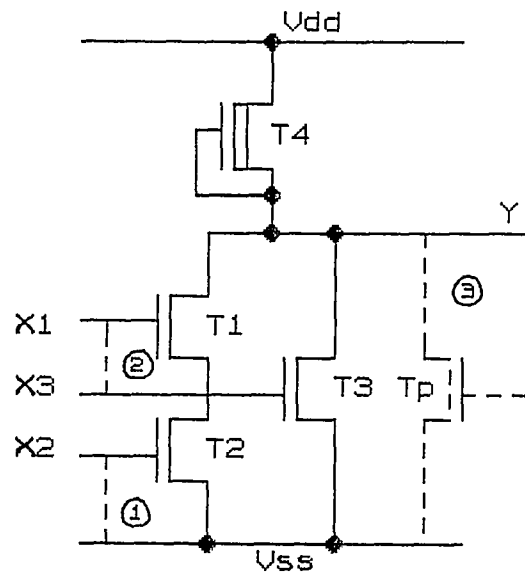 Vdd
T4
Y
③
X1
T1
②
X3
T3
Tp
X2
T2
①
Vss